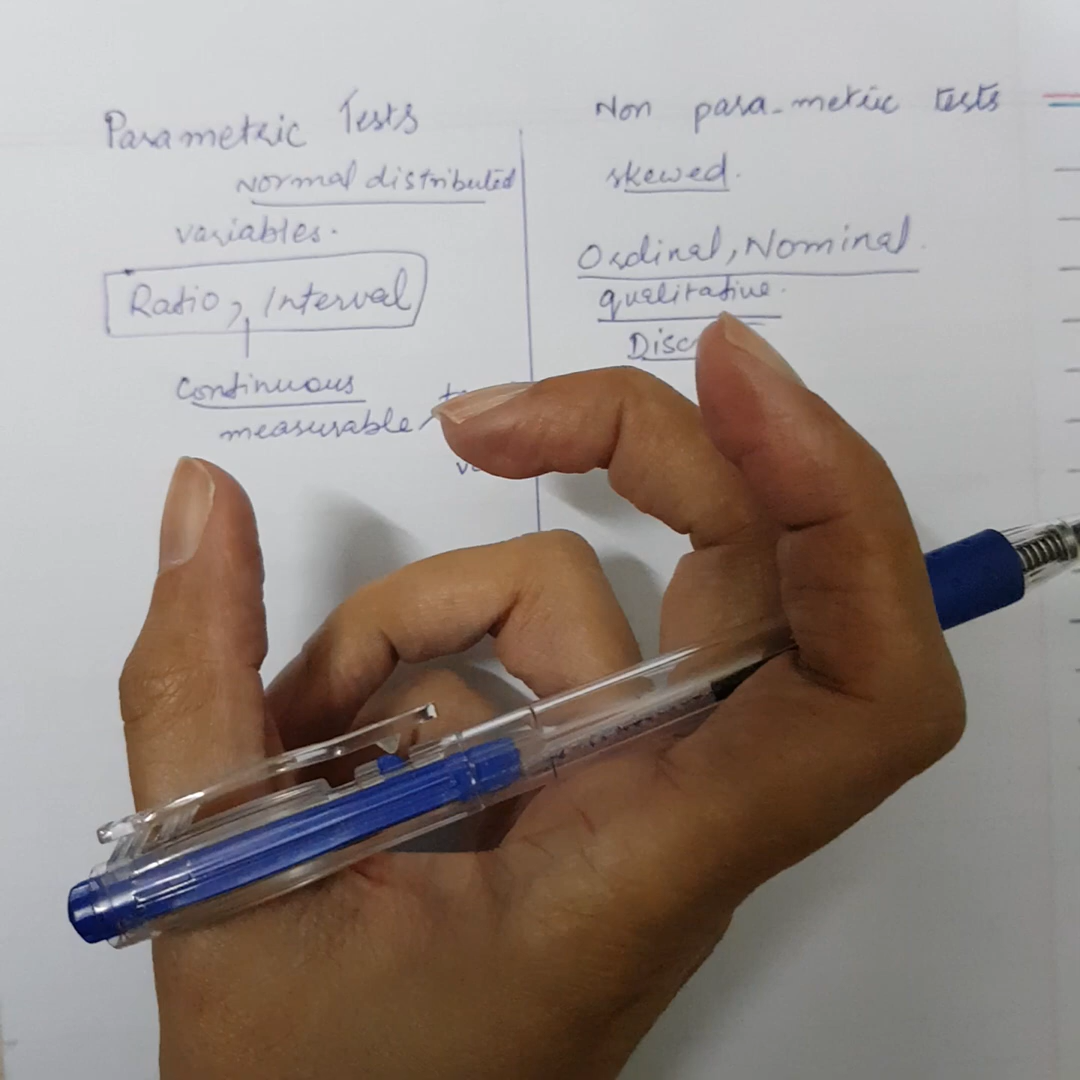 Parametric Tests
Normal distributed
variables.
Ratio, Interval
Continuous
measurable
Non para-metric tests
skewed.
Ordinal, Nominal.
qualitative.